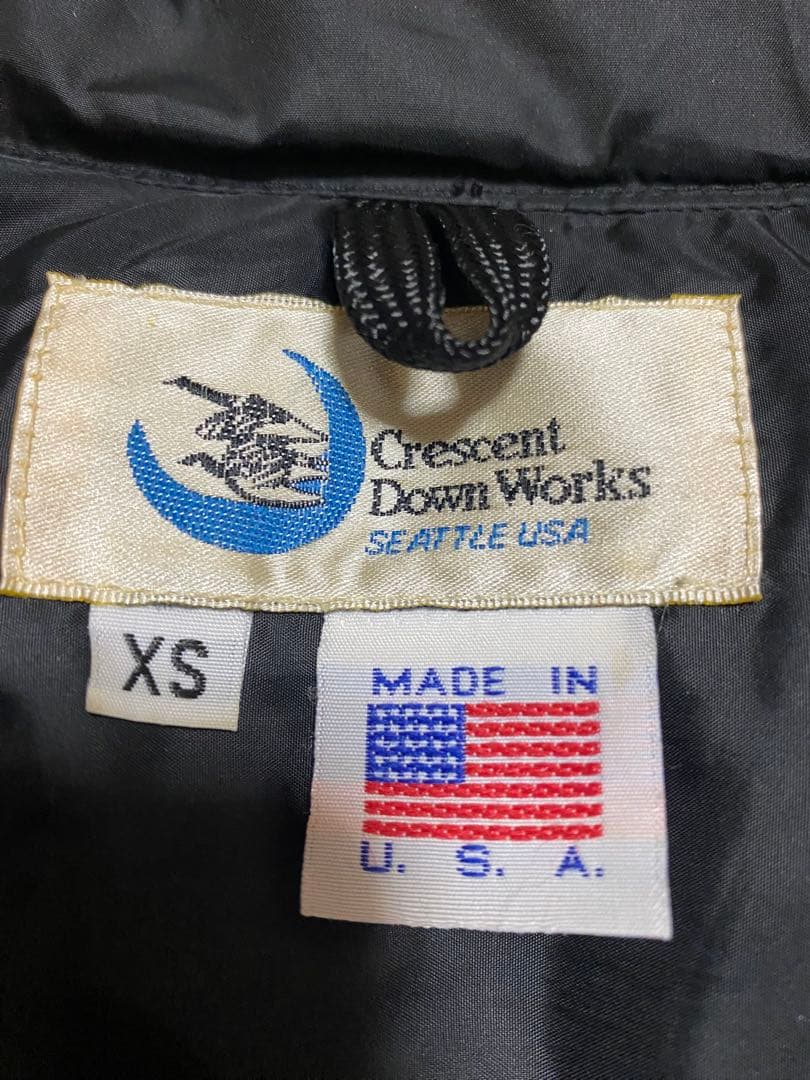 Crescent
Down Works
SEATTLE USA
XS
MADE IN
U. S. A.